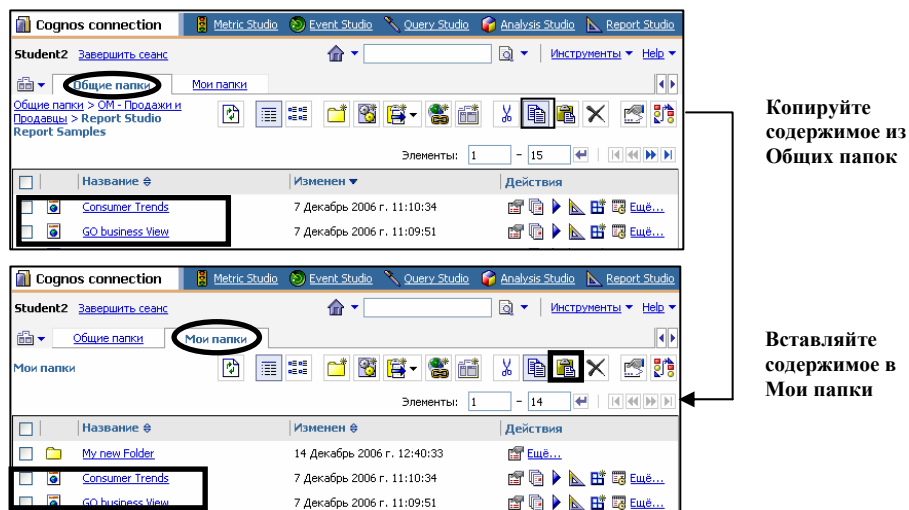 Cognos connection Metric Studio Event Studio Query Studio Analysis Studio Report Studio
Student2 Завершить сеанс Инструменты Help
Общие папки Мои папки
Общие папки > ОМ - Продажи и
Продавцы > Report Studio
Report Samples
Элементы: 1 - 15
Название Изменен Действия
Consumer Trends 7 Декабрь 2006 г. 11:10:34 Ещё...
GO business View 7 Декабрь 2006 г. 11:09:51 Ещё...
Копируйте
содержимое из
Общих папок
Cognos connection Metric Studio Event Studio Query Studio Analysis Studio Report Studio
Student2 Завершить сеанс Инструменты Help
Общие папки Мои папки
Мои папки
Элементы: 1 - 14
Название Изменен Действия
My new Folder 14 Декабрь 2006 г. 12:40:33 Ещё...
Consumer Trends 7 Декабрь 2006 г. 11:10:34 Ещё...
GO business View 7 Декабрь 2006 г. 11:09:51 Ещё...
Вставляйте
содержимое в
Мои папки